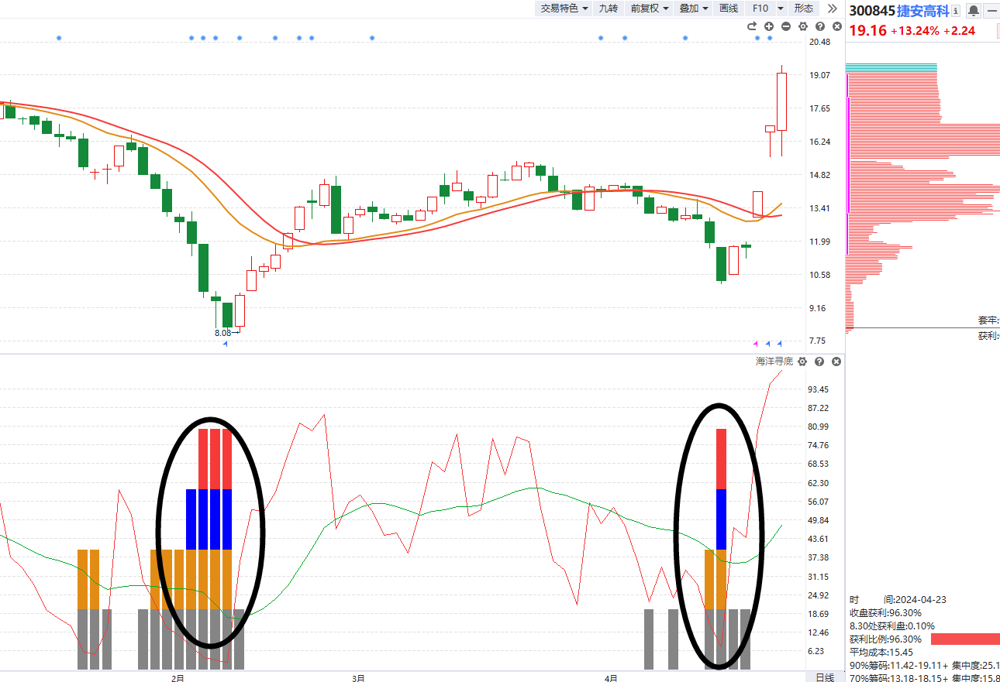 交易特色 九转 前复权 叠加 画线 F10 形态
300845捷安高科
19.16 +13.24% +2.24
20.48
19.07
17.65
16.24
14.82
13.41
11.99
10.58
9.16
7.75
8.08
套牢:
获利:
海洋寻底
93.45
87.22
80.99
74.76
68.53
62.30
56.07
49.84
43.61
37.38
31.15
24.92
18.69
12.46
6.23
时 间:2024-04-23
收盘获利:96.30%
8.30处获利盘:0.10%
获利比例:96.30%
平均成本:15.45
90%筹码:11.42-19.11+ 集中度:25.1
70%筹码:13.18-18.15+ 集中度:15.8
2月 3月 4月 日线